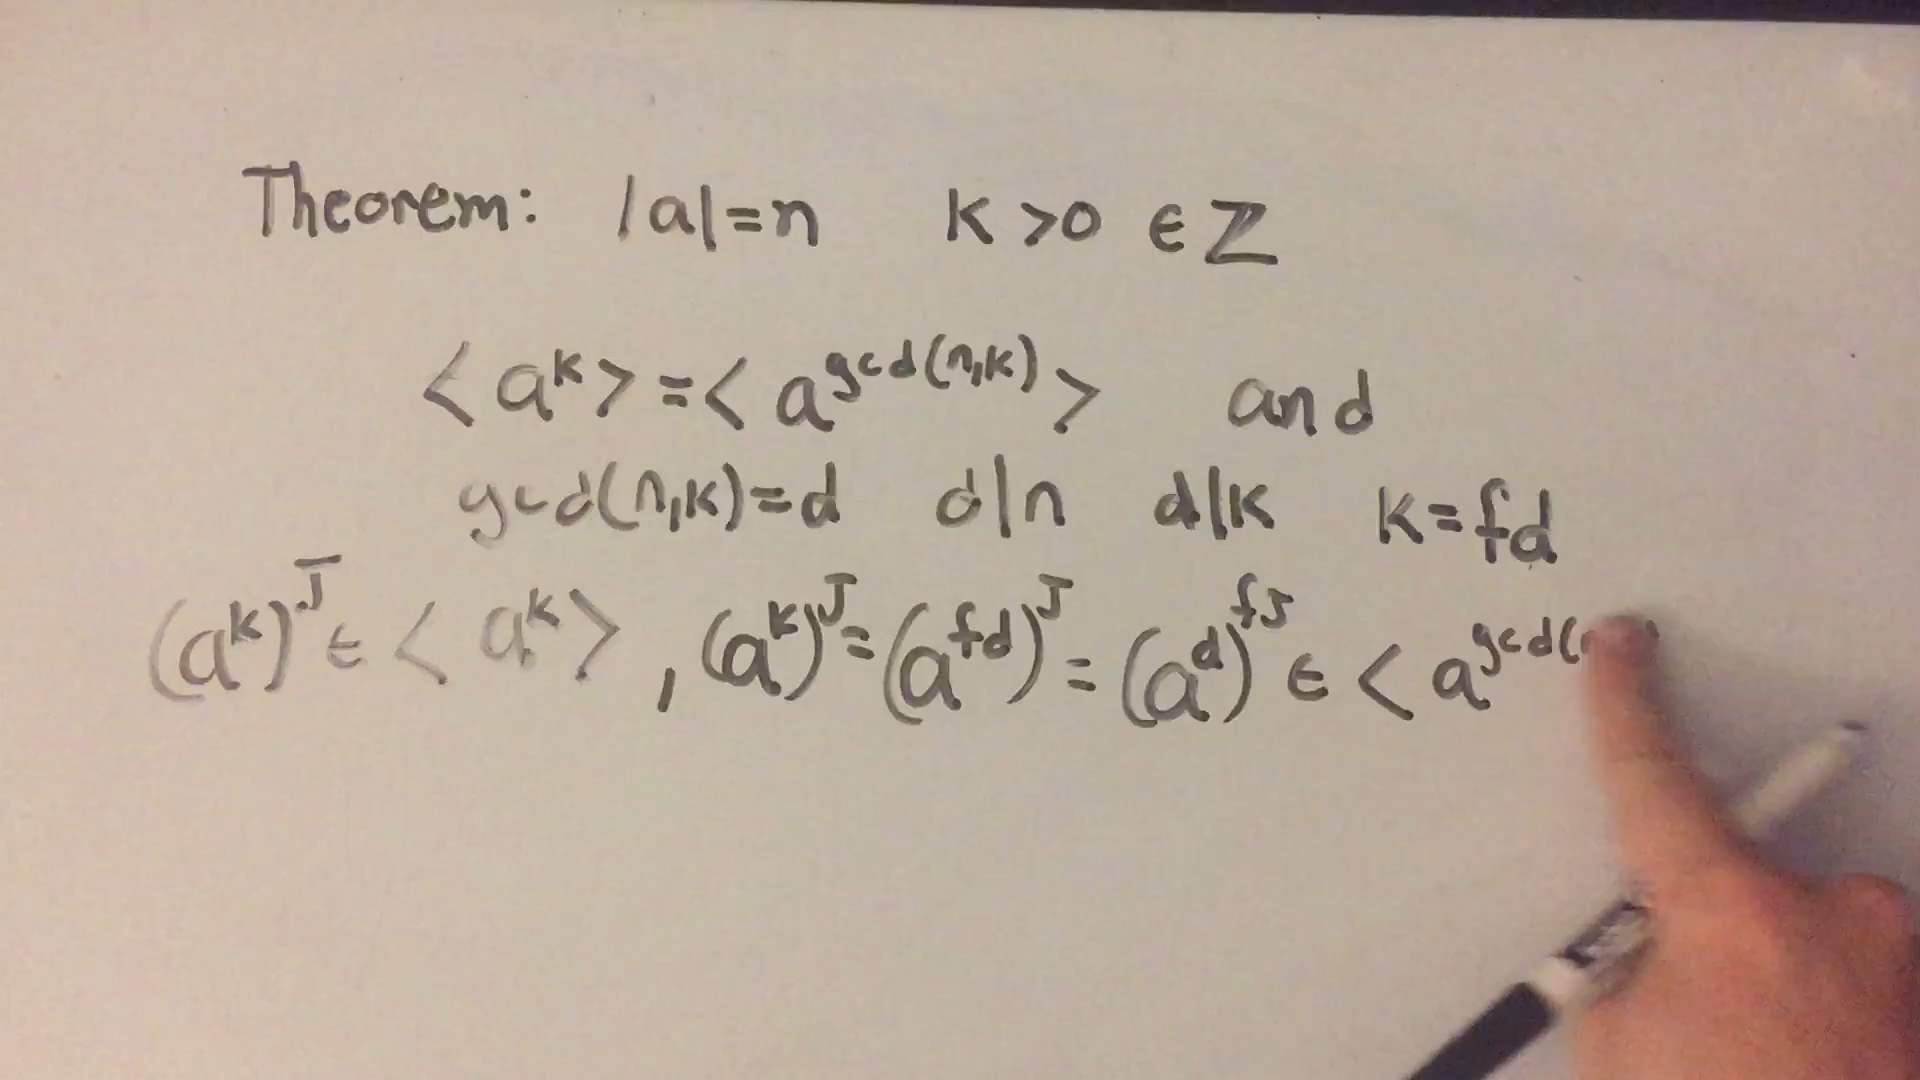 Theorem: |a|=n K>0 ∈ Z
<a^k>=<a^gcd(n,k)> and
gcd(n,k)=d d|n d|k k=fd
(a^k)^J ∈ <a^k>, (a^k)^J=(a^fd)^J=(a^d)^fJ ∈ <a^gcd(